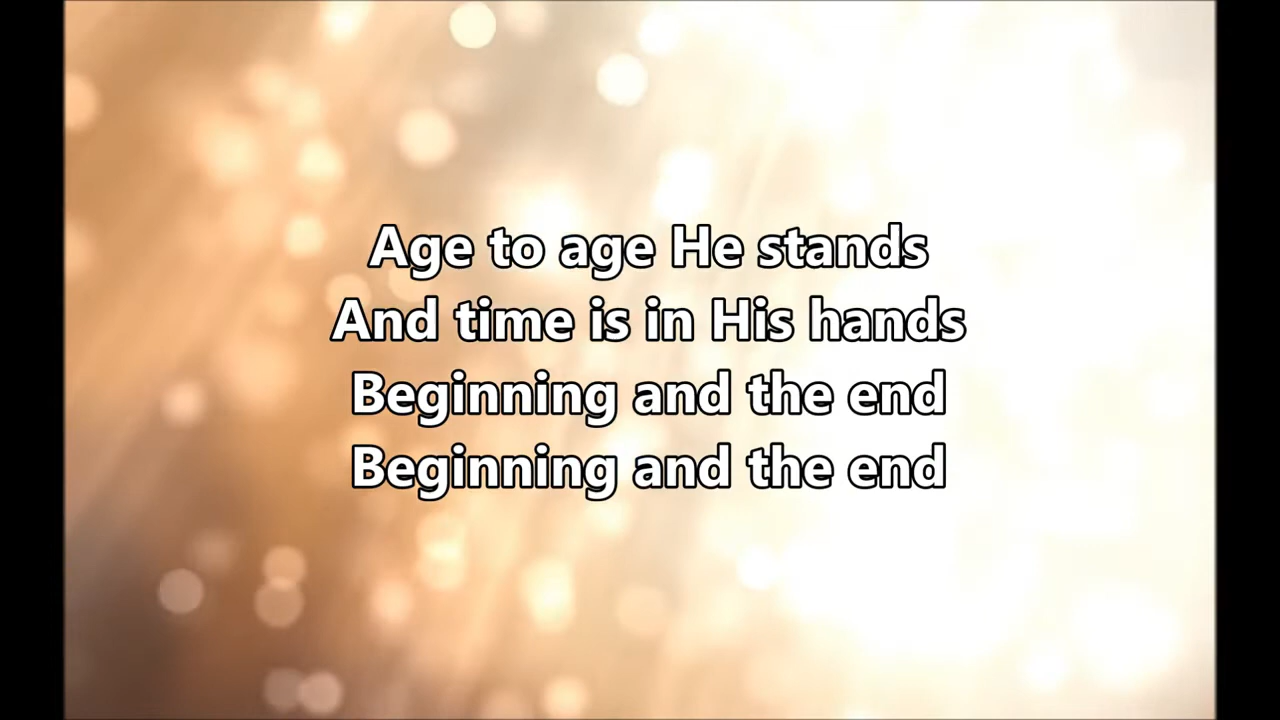 Age to age He stands
And time is in His hands
Beginning and the end
Beginning and the end